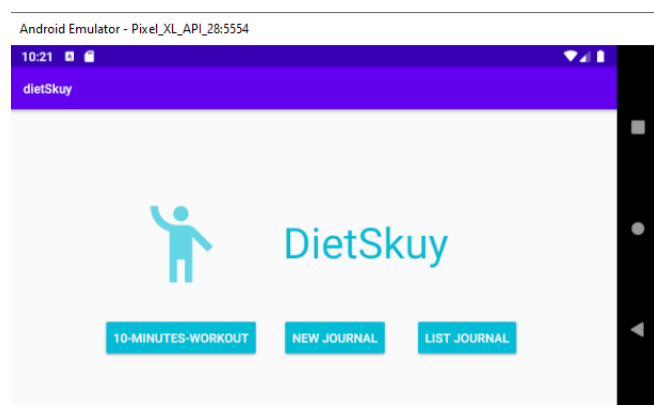 Android Emulator - Pixel_XL_API_28:5554
10:21
dietSkuy
DietSkuy
10-MINUTES-WORKOUT NEW JOURNAL LIST JOURNAL